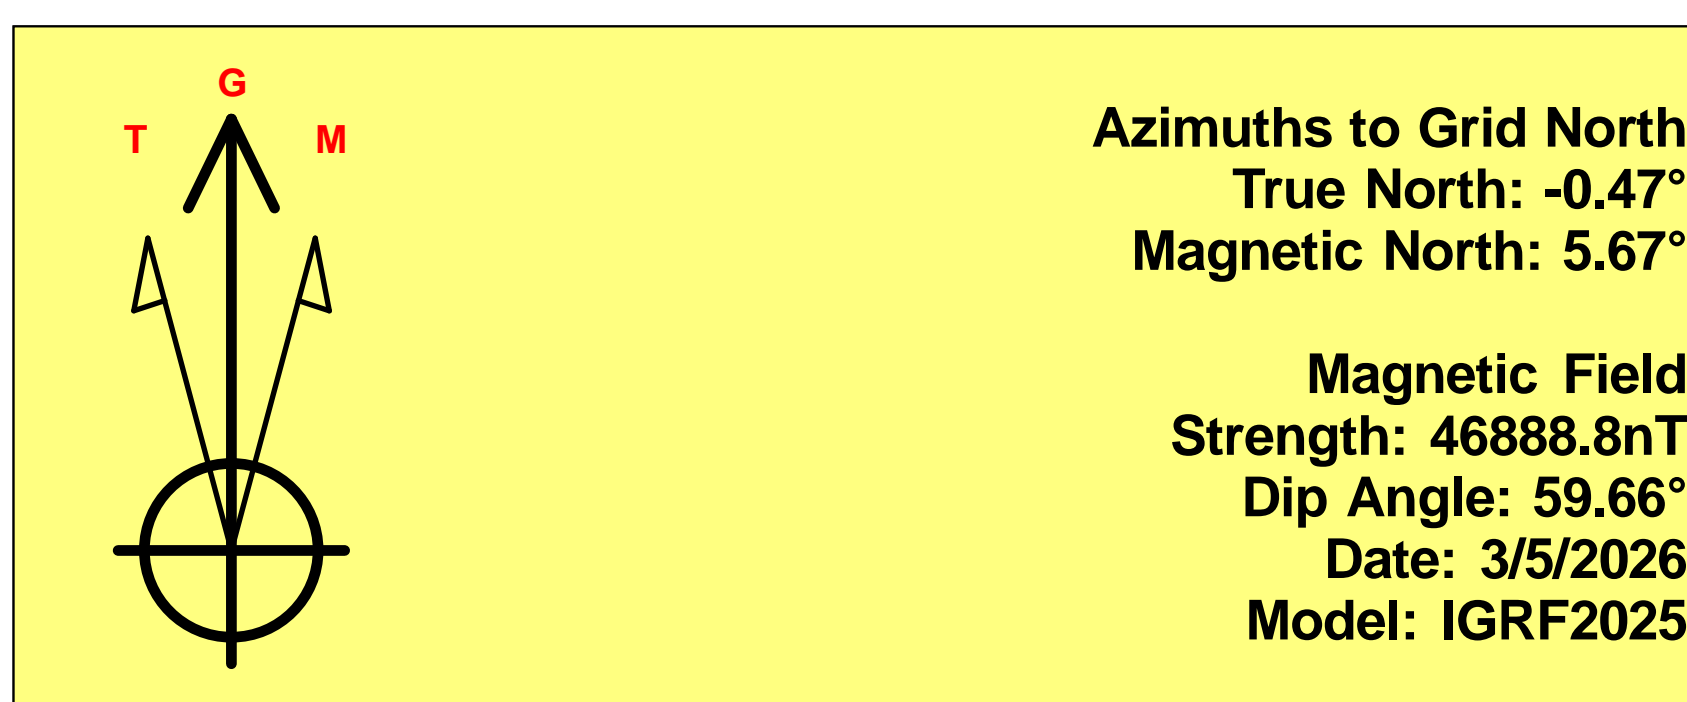 G
T M
Azimuths to Grid North
True North: -0.47°
Magnetic North: 5.67°
Magnetic Field
Strength: 46888.8nT
Dip Angle: 59.66°
Date: 3/5/2026
Model: IGRF2025